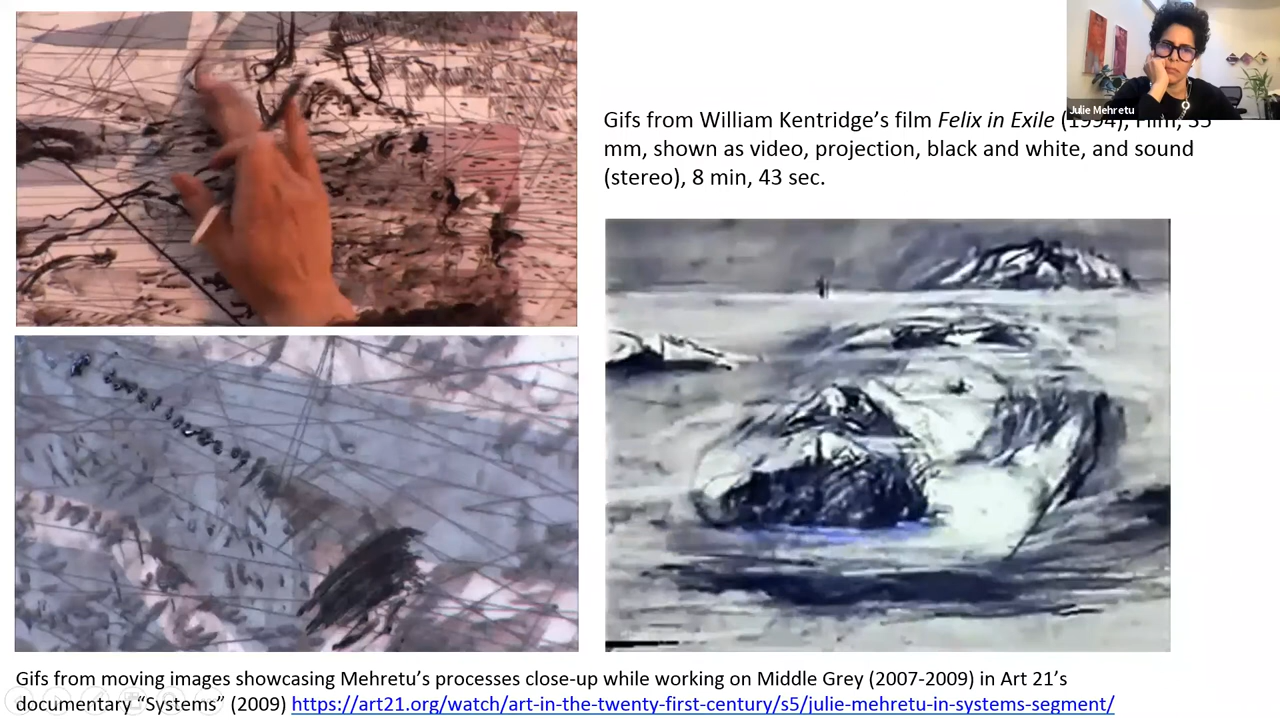 Julie Mehretu
Gifs from William Kentridge’s film Felix in Exile (1994), Film, 35
mm, shown as video, projection, black and white, and sound
(stereo), 8 min, 43 sec.
Gifs from moving images showcasing Mehretu’s processes close-up while working on Middle Grey (2007-2009) in Art 21’s
documentary “Systems” (2009) https://art21.org/watch/art-in-the-twenty-first-century/s5/julie-mehretu-in-systems-segment/